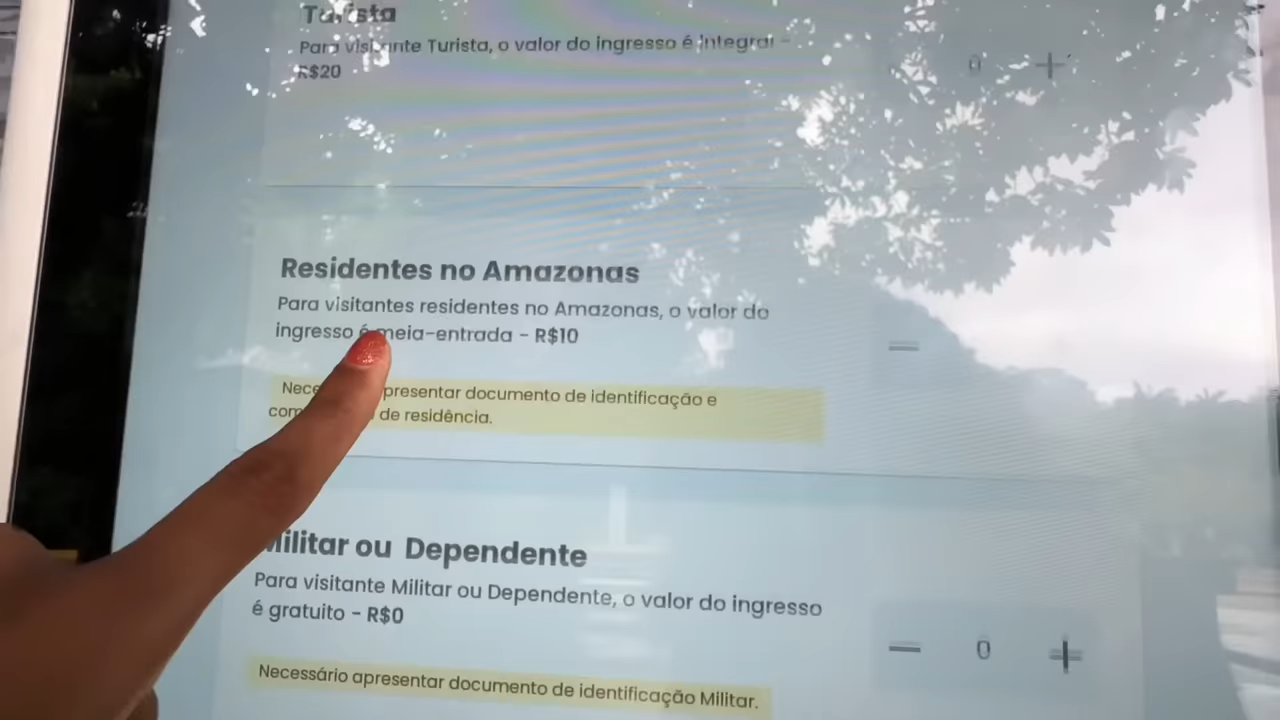 Turista
Para visitante Turista, o valor do ingresso é integral -
R$20
0
Residentes no Amazonas
Para visitantes residentes no Amazonas, o valor do
ingresso é meia-entrada - R$10
presentar documento de identificação e
de residência.
Militar ou Dependente
Para visitante Militar ou Dependente, o valor do ingresso
é gratuito - R$0
0
Necessário apresentar documento de identificação Militar.